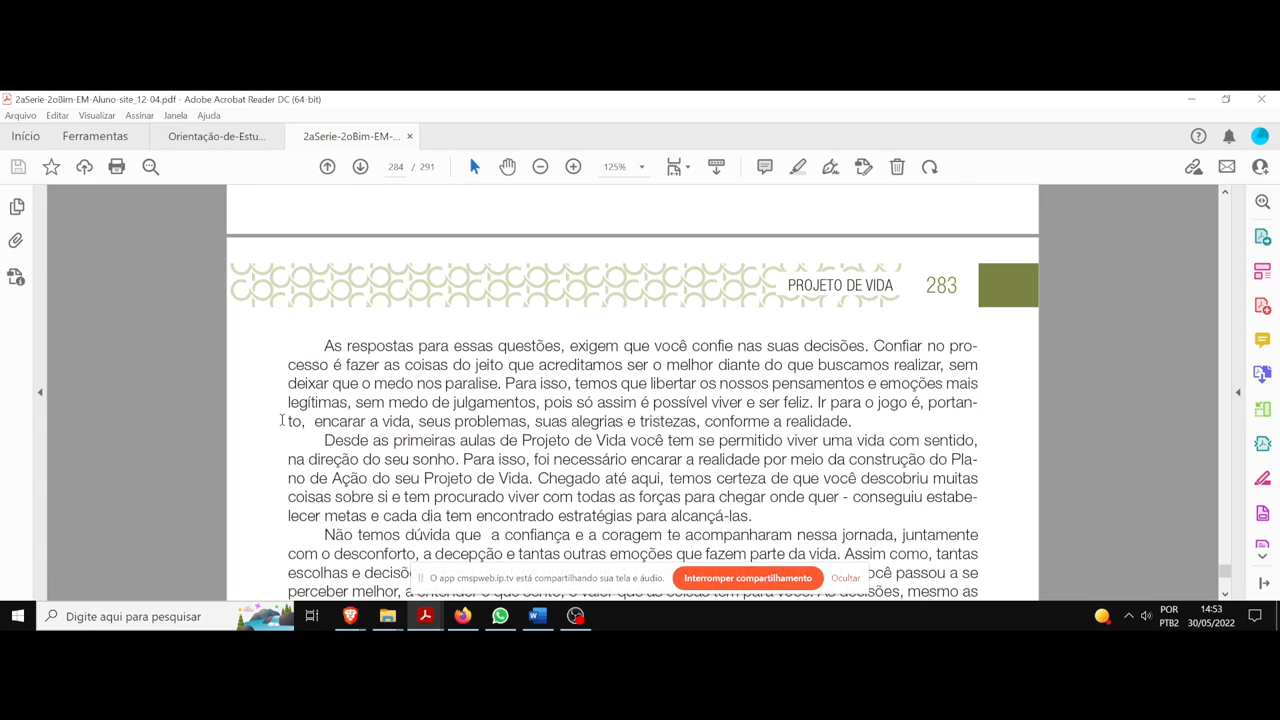 2aSerie-2oBim-EM-Aluno-site_12-04.pdf - Adobe Acrobat Reader DC (64-bit)
Arquivo Editar Visualizar Assinar Janela Ajuda
Início Ferramentas Orientação-de-Estu... 2aSerie-2oBim-EM-... ×
284 / 291 125%
PROJETO DE VIDA 283
As respostas para essas questões, exigem que você confie nas suas decisões. Confiar no pro-
cesso é fazer as coisas do jeito que acreditamos ser o melhor diante do que buscamos realizar, sem
deixar que o medo nos paralise. Para isso, temos que libertar os nossos pensamentos e emoções mais
legítimas, sem medo de julgamentos, pois só assim é possível viver e ser feliz. Ir para o jogo é, portan-
to, encarar a vida, seus problemas, suas alegrias e tristezas, conforme a realidade.
Desde as primeiras aulas de Projeto de Vida você tem se permitido viver uma vida com sentido,
na direção do seu sonho. Para isso, foi necessário encarar a realidade por meio da construção do Pla-
no de Ação do seu Projeto de Vida. Chegado até aqui, temos certeza de que você descobriu muitas
coisas sobre si e tem procurado viver com todas as forças para chegar onde quer - conseguiu estabe-
lecer metas e cada dia tem encontrado estratégias para alcançá-las.
Não temos dúvida que a confiança e a coragem te acompanharam nessa jornada, juntamente
com o desconforto, a decepção e tantas outras emoções que fazem parte da vida. Assim como, tantas
escolhas e decisõ ocê passou a se
O app cmspweb.ip.tv está compartilhando sua tela e áudio. Interromper compartilhamento Ocultar
perceber melhor, a
Digite aqui para pesquisar
POR
PTB2
14:53
30/05/2022